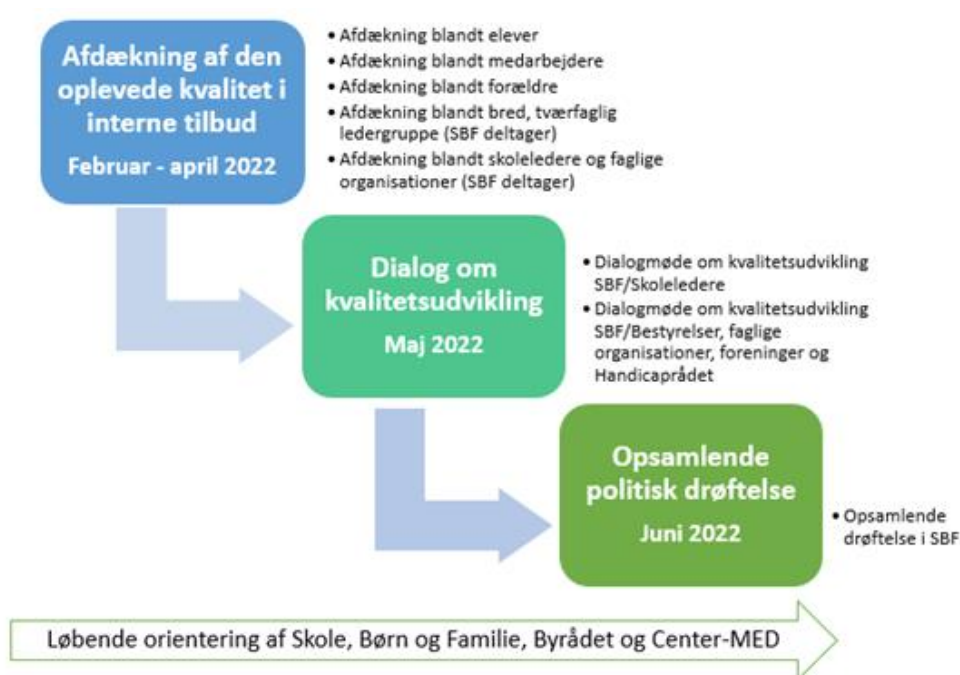 Afdækning af den
oplevede kvalitet i
interne tilbud
Februar - april 2022
• Afdækning blandt elever
• Afdækning blandt medarbejdere
• Afdækning blandt forældre
• Afdækning blandt bred, tværfaglig
ledergruppe (SBF deltager)
• Afdækning blandt skoleledere og faglige
organisationer (SBF deltager)
Dialog om
kvalitetsudvikling
Maj 2022
• Dialogmøde om kvalitetsudvikling
SBF/Skoleledere
• Dialogmøde om kvalitetsudvikling
SBF/Bestyrelser, faglige
organisationer, foreninger og
Handicaprådet
Opsamlende
politisk drøftelse
Juni 2022
• Opsamlende
drøftelse i SBF
Løbende orientering af Skole, Børn og Familie, Byrådet og Center-MED